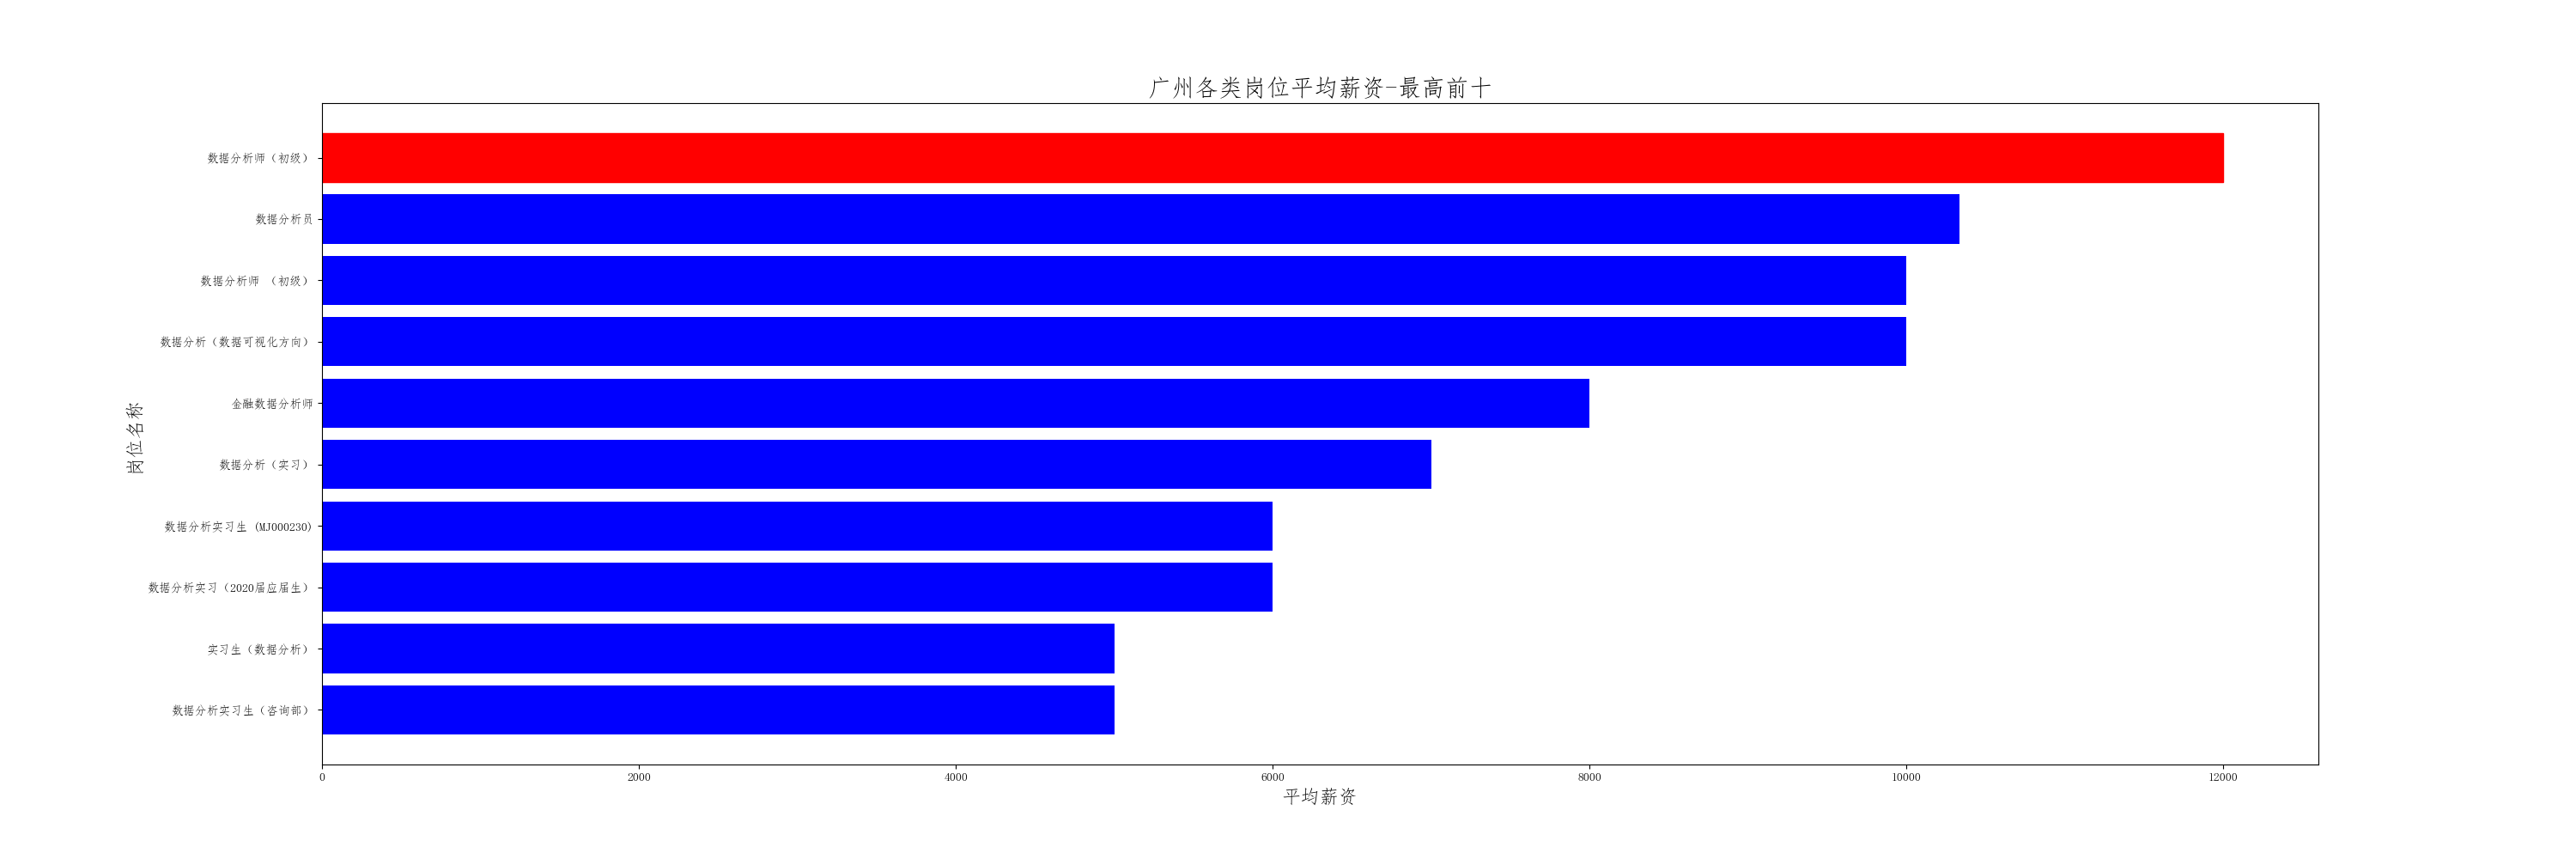 广州各类岗位平均薪资-最高前十
数据分析师（初级）
数据分析员
数据分析师 （初级）
数据分析（数据可视化方向）
金融数据分析师
数据分析（实习）
数据分析实习生 (MJ000230)
数据分析实习（2020届应届生）
实习生（数据分析）
数据分析实习生（咨询部）
岗位名称
0 2000 4000 6000 8000 10000 12000
平均薪资